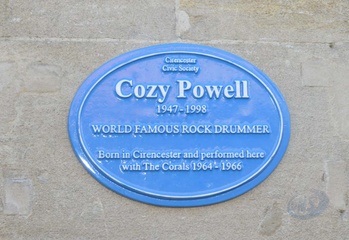 Cirencester
Civic Society
Cozy Powell
1947-1998
WORLD FAMOUS ROCK DRUMMER
Born in Cirencester and performed here
with The Corals 1964-1966